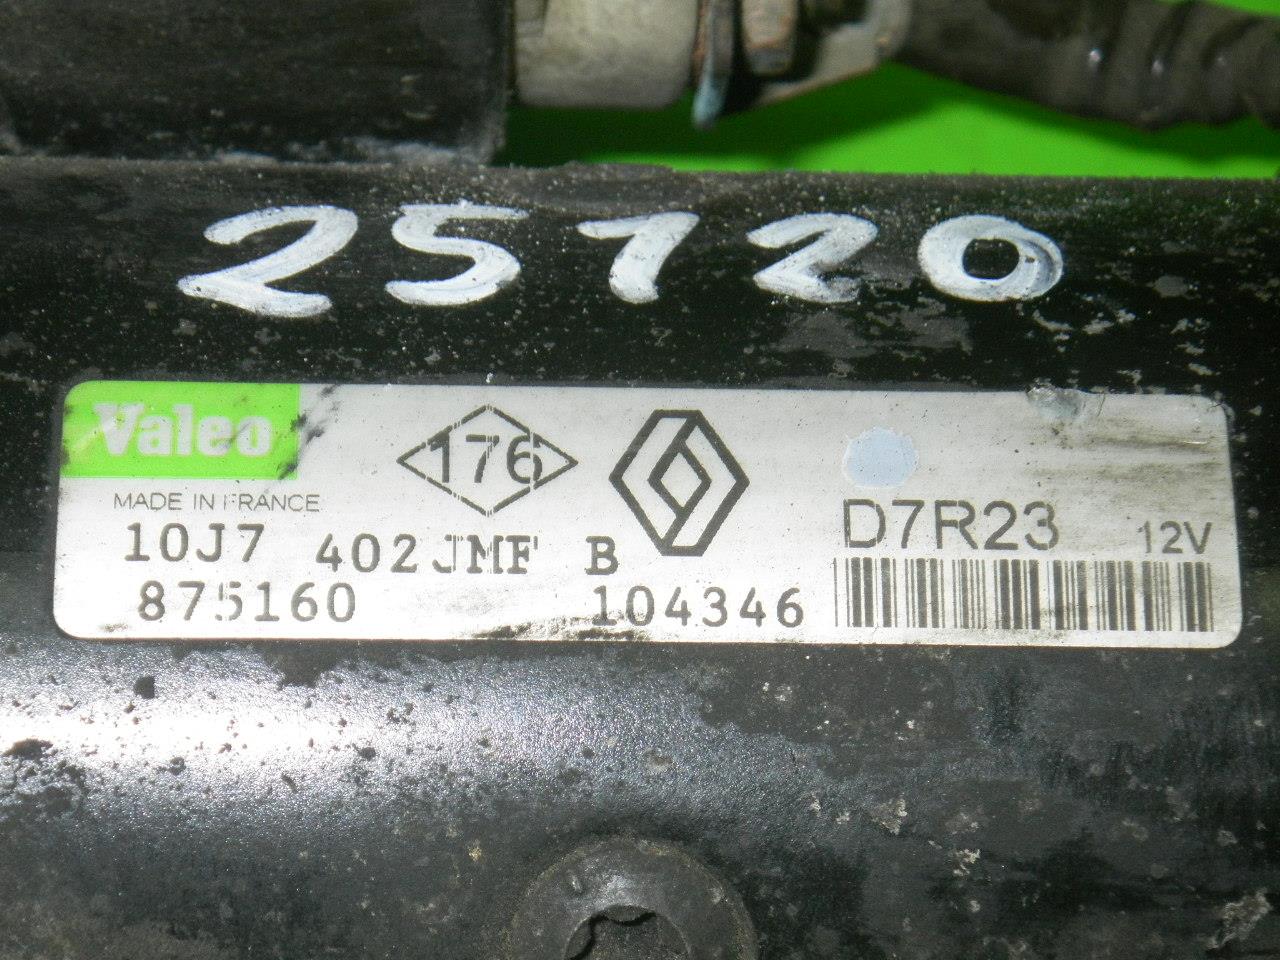 25120
Valeo
176
D7R23 12V
MADE IN FRANCE
10J7 402JMF B
875160 104346